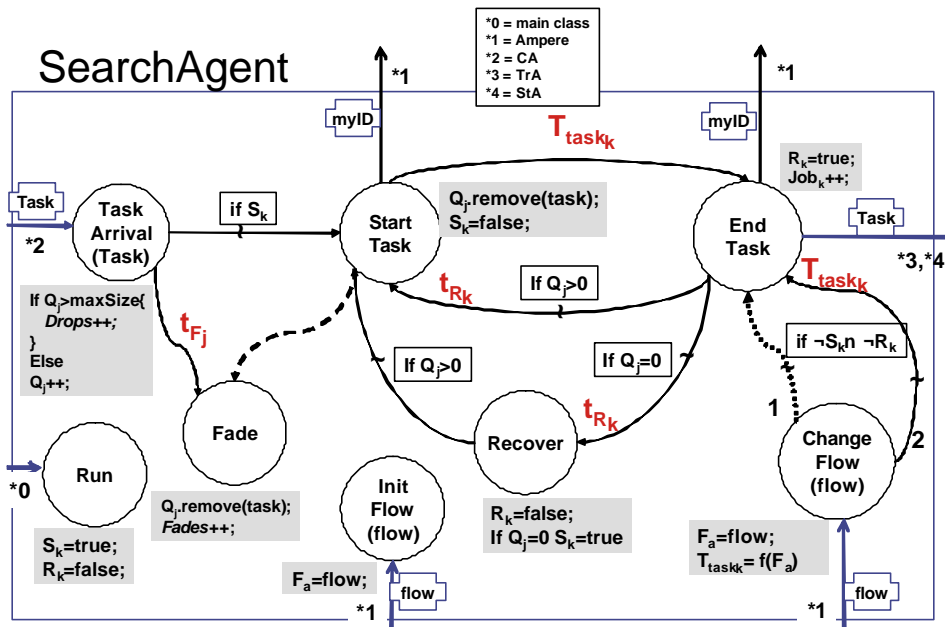 SearchAgent
*0 = main class
*1 = Ampere
*2 = CA
*3 = TrA
*4 = StA
*1
*1
myID
myID
T_task_k
R_k=true;
Job_k++;
Task
*2
Task
Arrival
(Task)
if S_k
Start
Task
Q_j.remove(task);
S_k=false;
End
Task
Task
*3,*4
If Q_j>maxSize{
Drops++;
}
Else
Q_j++;
t_F_j
t_R_k
If Q_j>0
T_task_k
If Q_j>0
If Q_j=0
if ¬S_kn ¬R_k
Fade
t_R_k
Recover
1
2
Change
Flow
(flow)
*0
Run
Q_j.remove(task);
Fades++;
Init
Flow
(flow)
R_k=false;
If Q_j=0 S_k=true
S_k=true;
R_k=false;
F_a=flow;
flow
*1
F_a=flow;
T_taskk= f(F_a)
flow
*1